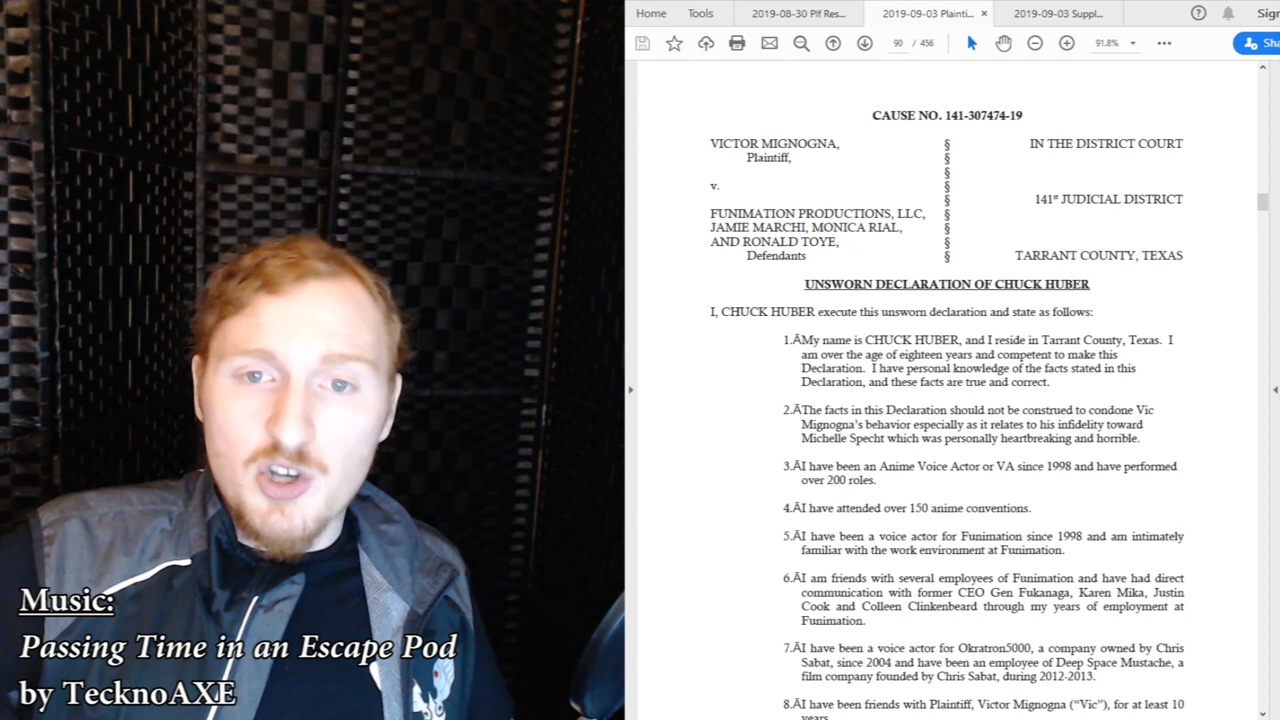 Music:
Passing Time in an Escape Pod
by TecknoAXE
Home Tools 2019-08-30 Plf Res... 2019-09-03 Plainti... × 2019-09-03 Suppl... Sign
90 / 456 91.8% Sha
CAUSE NO. 141-307474-19
VICTOR MIGNOGNA, § IN THE DISTRICT COURT
Plaintiff, §
§
v. §
§ 141st JUDICIAL DISTRICT
FUNIMATION PRODUCTIONS, LLC, §
JAMIE MARCHI, MONICA RIAL, §
AND RONALD TOYE, §
Defendants § TARRANT COUNTY, TEXAS
UNSWORN DECLARATION OF CHUCK HUBER
I, CHUCK HUBER execute this unsworn declaration and state as follows:
1.ÃMy name is CHUCK HUBER, and I reside in Tarrant County, Texas. I
am over the age of eighteen years and competent to make this
Declaration. I have personal knowledge of the facts stated in this
Declaration, and these facts are true and correct.
2.ÃThe facts in this Declaration should not be construed to condone Vic
Mignogna's behavior especially as it relates to his infidelity toward
Michelle Specht which was personally heartbreaking and horrible.
3.ÃI have been an Anime Voice Actor or VA since 1998 and have performed
over 200 roles.
4.ÃI have attended over 150 anime conventions.
5.ÃI have been a voice actor for Funimation since 1998 and am intimately
familiar with the work environment at Funimation.
6.ÃI am friends with several employees of Funimation and have had direct
communication with former CEO Gen Fukanaga, Karen Mika, Justin
Cook and Colleen Clinkenbeard through my years of employment at
Funimation.
7.ÃI have been a voice actor for Okratron5000, a company owned by Chris
Sabat, since 2004 and have been an employee of Deep Space Mustache, a
film company founded by Chris Sabat, during 2012-2013.
8.ÃI have been friends with Plaintiff, Victor Mignogna ("Vic"), for at least 10
years